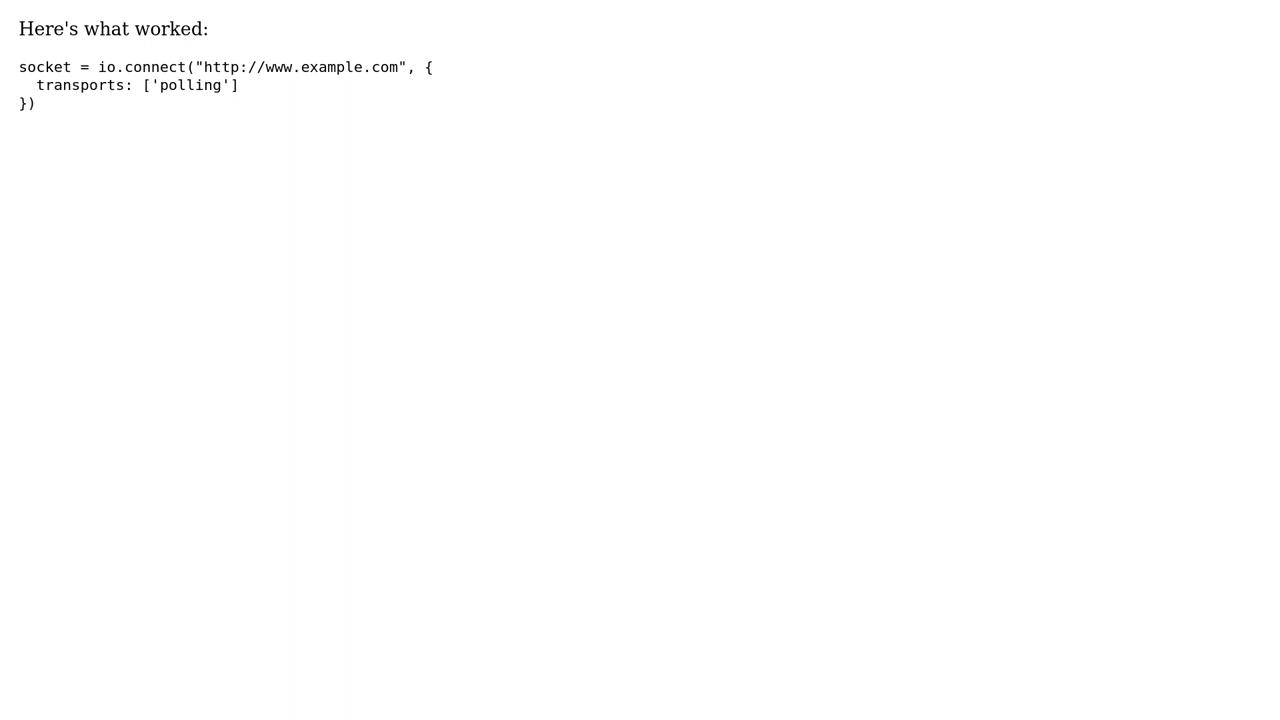 Here's what worked:
socket = io.connect("http://www.example.com", {
  transports: ['polling']
})